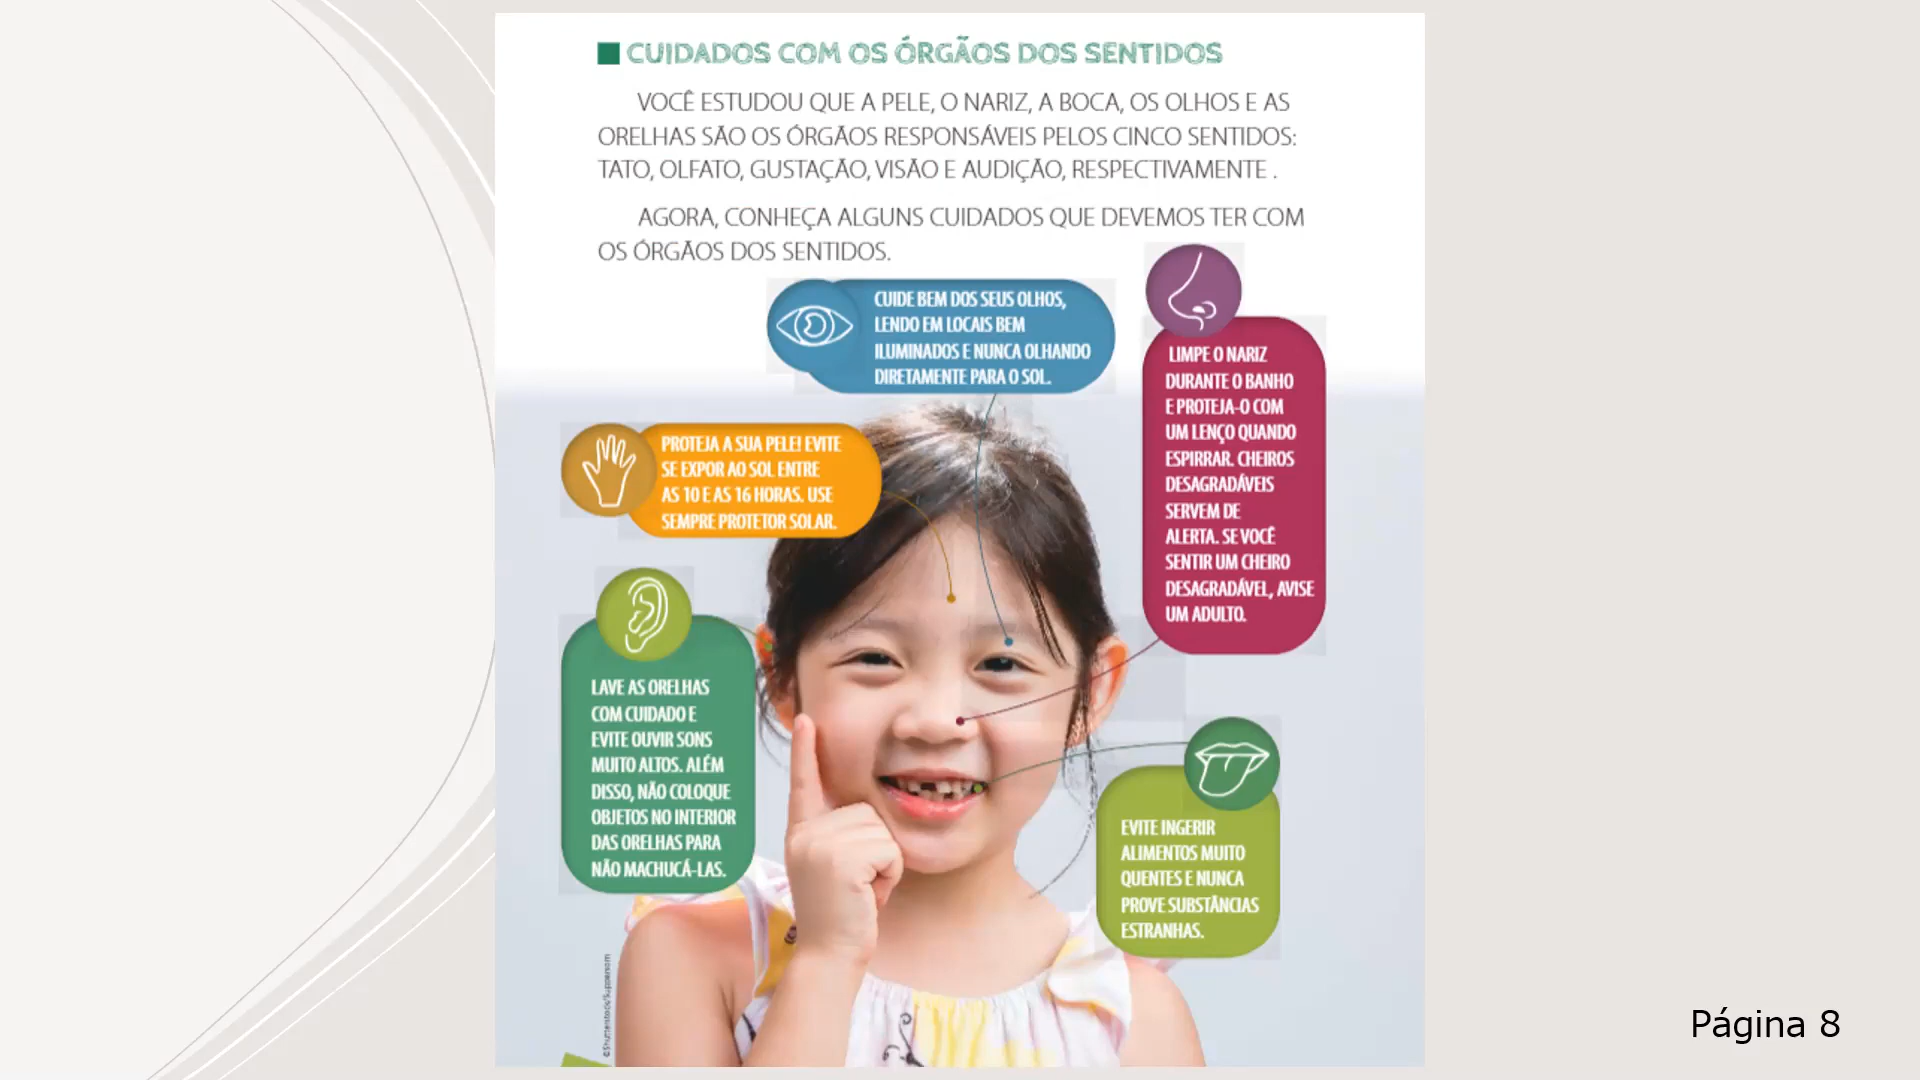 CUIDADOS COM OS ÓRGÃOS DOS SENTIDOS
VOCÊ ESTUDOU QUE A PELE, O NARIZ, A BOCA, OS OLHOS E AS
ORELHAS SÃO OS ÓRGÃOS RESPONSÁVEIS PELOS CINCO SENTIDOS:
TATO, OLFATO, GUSTAÇÃO, VISÃO E AUDIÇÃO, RESPECTIVAMENTE .
AGORA, CONHEÇA ALGUNS CUIDADOS QUE DEVEMOS TER COM
OS ÓRGÃOS DOS SENTIDOS.
CUIDE BEM DOS SEUS OLHOS,
LENDO EM LOCAIS BEM
ILUMINADOS E NUNCA OLHANDO
DIRETAMENTE PARA O SOL.
LIMPE O NARIZ
DURANTE O BANHO
E PROTEJA-O COM
UM LENÇO QUANDO
ESPIRRAR. CHEIROS
DESAGRADÁVEIS
SERVEM DE
ALERTA. SE VOCÊ
SENTIR UM CHEIRO
DESAGRADÁVEL, AVISE
UM ADULTO.
PROTEJA A SUA PELE! EVITE
SE EXPOR AO SOL ENTRE
AS 10 E AS 16 HORAS. USE
SEMPRE PROTETOR SOLAR.
LAVE AS ORELHAS
COM CUIDADO E
EVITE OUVIR SONS
MUITO ALTOS. ALÉM
DISSO, NÃO COLOQUE
OBJETOS NO INTERIOR
DAS ORELHAS PARA
NÃO MACHUCÁ-LAS.
EVITE INGERIR
ALIMENTOS MUITO
QUENTES E NUNCA
PROVE SUBSTÂNCIAS
ESTRANHAS.
Página 8